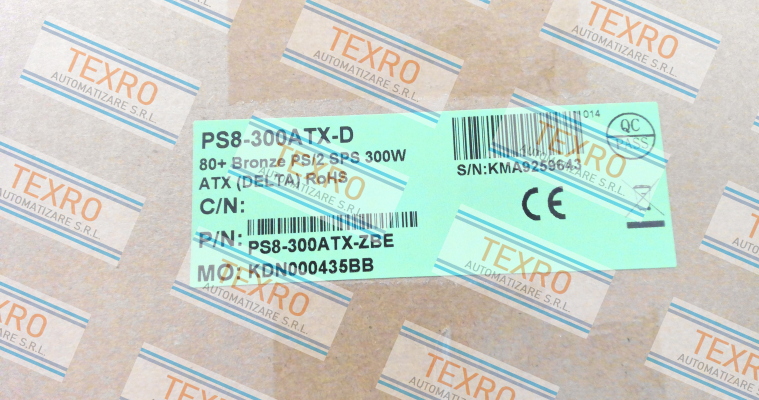 PS8-300ATX-D
80+ Bronze PS/2 SPS 300W
ATX (DELTA) RoHS
C/N:
P/N: PS8-300ATX-ZBE
MO: KDN000435BB
014
S/N:KMA9259643
QC
PASS
CE
TEXRO
AUTOMATIZARE S.R.L.